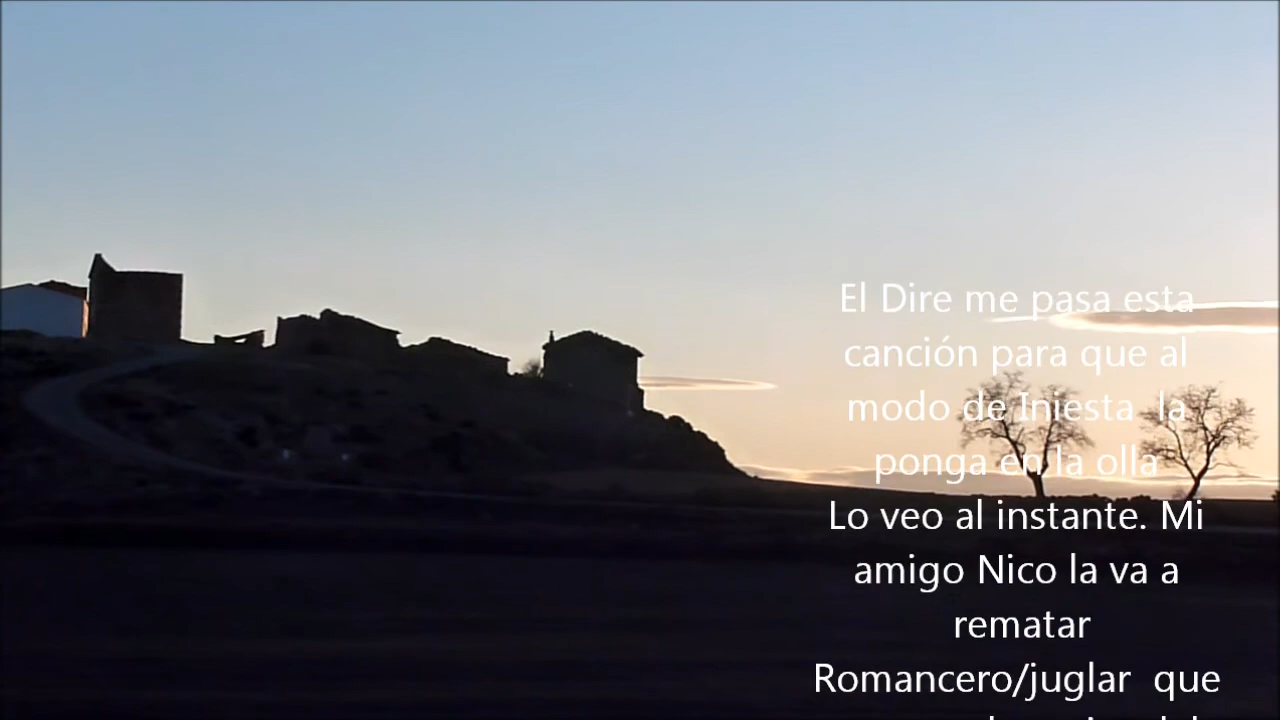 El Dire me pasa esta
canción para que al
modo de Iniesta la
ponga en la olla
Lo veo al instante. Mi
amigo Nico la va a
rematar
Romancero/juglar que